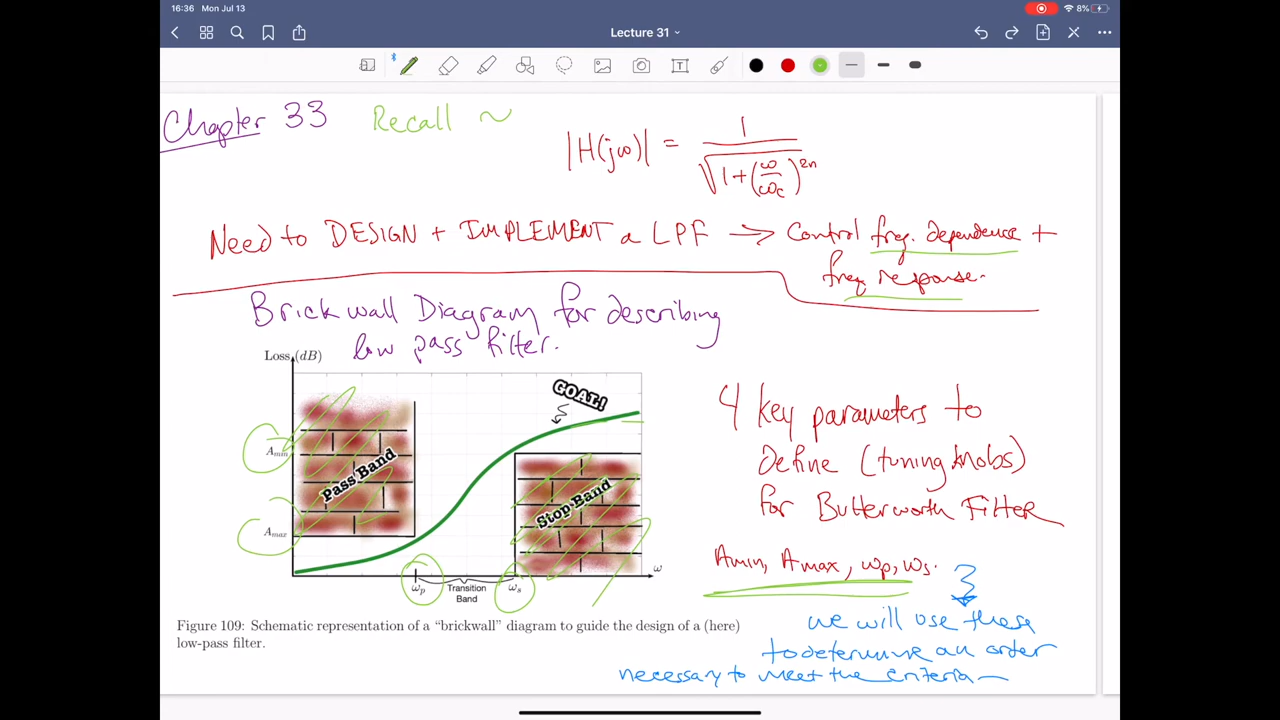 16:36 Mon Jul 13
8%
Lecture 31
T
Chapter 33 Recall ~
|H(jω)| = 1 / √(1+(ω/ωc)^2n)
Need to DESIGN + IMPLEMENT a LPF → Control freq. dependence +
freq response.
Brickwall Diagram for describing
low pass filter.
Loss (dB)
GOAL!
Amin
Pass Band
Stop Band
Amax
ωp
Transition
Band
ωs
ω
4 key parameters to
Define (tuning knobs)
for Butterworth Filter
Amin, Amax, ωp, ωs.
we will use these
to determine an order
necessary to meet the criteria
Figure 109: Schematic representation of a “brickwall” diagram to guide the design of a (here)
low-pass filter.